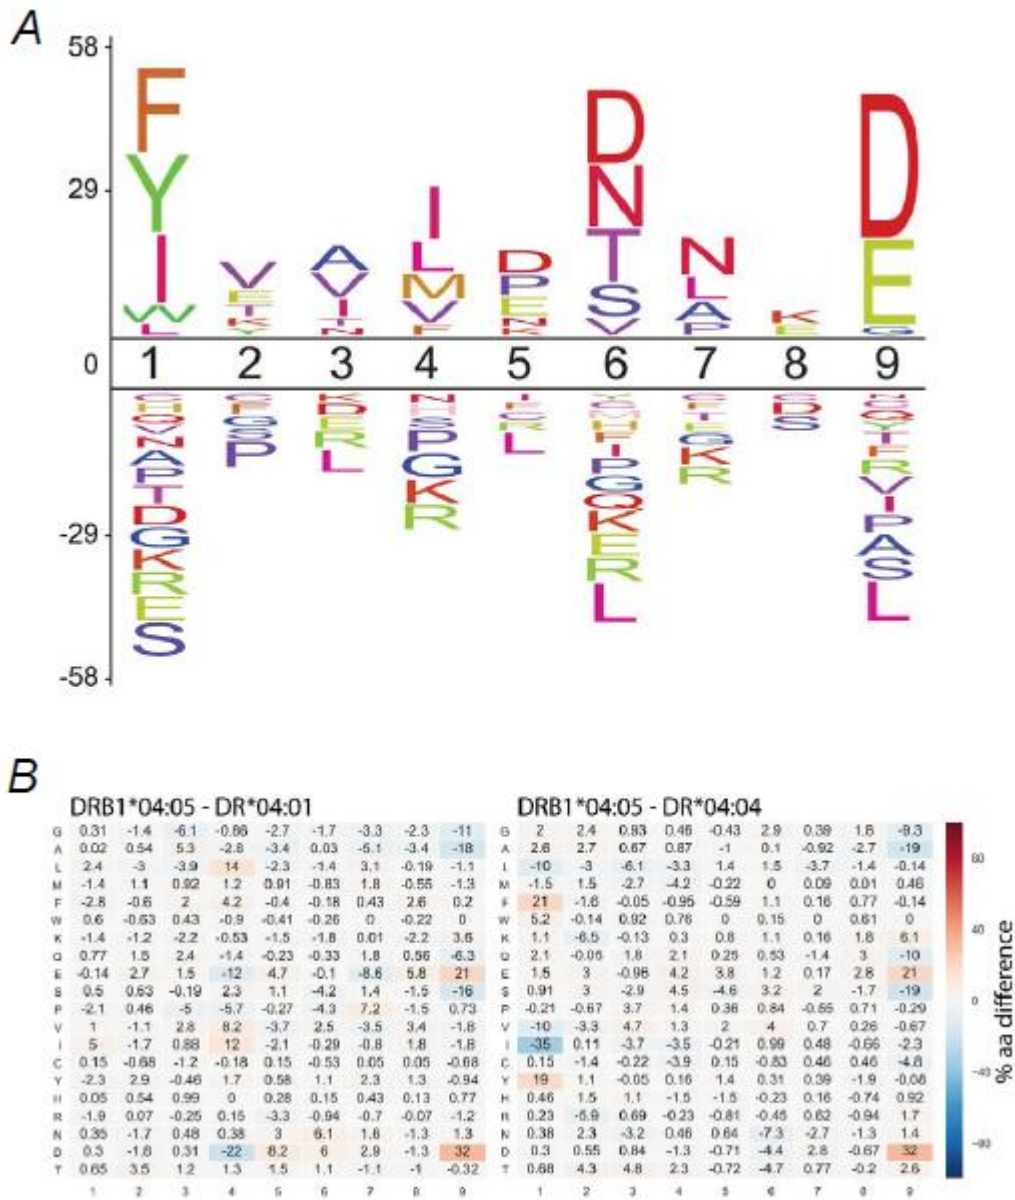 A
58
F
Y I D N D
29
I W L
V E T K
A V I T N
I L M V F
D P E N
T S V
N L A P
K E
E G
0 1 2 3 4 5 6 7 8 9
N A P T D G K R E S
G S P
K D E R L
N S P G K R
R L
P G Q K E R L
G K R
D S
F R V I P A S L
-29
-58
B
DRB1*04:05 - DR*04:01
G 0.31 -1.4 -6.1 -0.86 -2.7 -1.7 -3.3 -2.3 -11
A 0.02 0.54 5.3 -2.8 -3.4 0.03 -5.1 -3.4 -18
L 2.4 -3 -3.9 14 -2.3 -1.4 3.1 -0.19 -1.1
M -1.4 1.1 0.92 1.2 0.91 -0.83 1.8 -0.55 -1.3
F -2.8 -0.6 2 4.2 -0.4 -0.18 0.43 2.6 0.2
W 0.6 -0.63 0.43 -0.9 -0.41 -0.26 0 -0.22 0
K -1.4 -1.2 -2.2 -0.53 -1.5 -1.8 0.01 -2.2 3.6
Q 0.77 1.5 2.4 -1.4 -0.23 -0.33 1.8 0.56 -6.3
E -0.14 2.7 1.5 -12 4.7 -0.1 -8.6 5.8 21
S 0.5 0.63 -0.19 2.3 1.1 -4.2 1.4 -1.5 -16
P -2.1 0.46 -5 -5.7 -0.27 -4.3 7.2 -1.5 0.73
V 1 -1.1 2.8 8.2 -3.7 2.5 -3.5 3.4 -1.8
I 5 -1.7 0.88 12 -2.1 -0.29 -0.8 1.8 -1.8
C 0.15 -0.68 -1.2 -0.18 0.15 -0.53 0.05 0.05 -0.68
Y -2.3 2.9 -0.46 1.7 0.58 1.1 2.3 1.3 -0.94
H 0.05 0.54 0.99 0 0.28 0.15 0.43 0.13 0.77
R -1.9 0.07 -0.25 0.15 -3.3 -0.94 -0.7 -0.07 -1.2
N 0.35 -1.7 0.48 0.38 3 6.1 1.6 -1.3 1.3
D 0.3 -1.8 0.31 -22 8.2 6 2.9 -1.3 32
T 0.65 3.5 1.2 1.3 1.5 1.1 -1.1 -1 -0.32
1 2 3 4 5 6 7 8 9
DRB1*04:05 - DR*04:04
G 2 2.4 0.93 0.46 -0.43 2.9 0.39 1.8 -9.3
A 2.6 2.7 0.67 0.87 -1 0.1 -0.92 -2.7 -19
L -10 -3 -6.1 -3.3 1.4 1.5 -3.7 -1.4 -0.14
M -1.5 1.5 -2.7 -4.2 -0.22 0 0.09 0.01 0.46
F 21 -1.6 -0.05 -0.95 -0.59 1.1 0.16 0.77 -0.14
W 5.2 -0.14 0.92 0.76 0 0.15 0 0.61 0
K 1.1 -6.5 -0.13 0.3 0.8 1.1 0.16 1.8 6.1
Q 2.1 -0.05 1.8 2.1 0.25 0.53 -1.4 3 -10
E 1.5 3 -0.96 4.2 3.8 1.2 0.17 2.8 21
S 0.91 3 -2.9 4.5 -4.6 3.2 2 -1.7 -19
P -0.21 -0.67 3.7 1.4 0.36 0.84 -0.55 0.71 -0.29
V -10 -3.3 4.7 1.3 2 4 0.7 0.26 -0.67
I -35 0.11 -3.7 -3.5 -0.21 0.99 0.48 -0.66 -2.3
C 0.15 -1.4 -0.22 -3.9 0.15 -0.83 0.46 0.46 -4.8
Y 19 1.1 -0.05 0.16 1.4 0.31 0.39 -1.9 -0.08
H 0.46 1.5 1.1 -1.5 -1.5 -0.23 0.16 -0.74 0.92
R 0.23 -5.9 0.69 -0.23 -0.81 -0.45 0.62 -0.94 1.7
N 0.38 2.3 -3.2 0.46 0.64 -7.3 -2.7 -1.3 1.4
D 0.3 0.55 0.84 -1.3 -0.71 -4.4 2.8 -0.67 32
T 0.68 4.3 4.8 2.3 -0.72 -4.7 0.77 -0.2 2.6
1 2 3 4 5 6 7 8 9
80
40
0
-40
-80
% aa difference